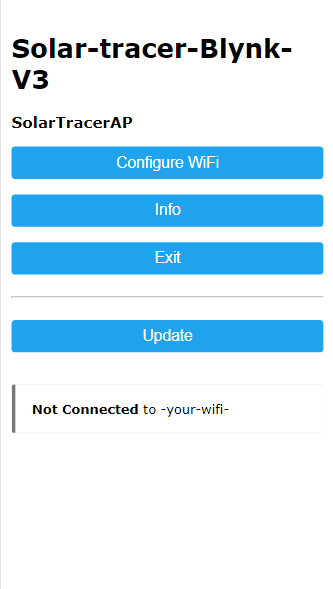 Solar-tracer-Blynk-
V3
SolarTracerAP
Configure WiFi
Info
Exit
Update
Not Connected to -your-wifi-